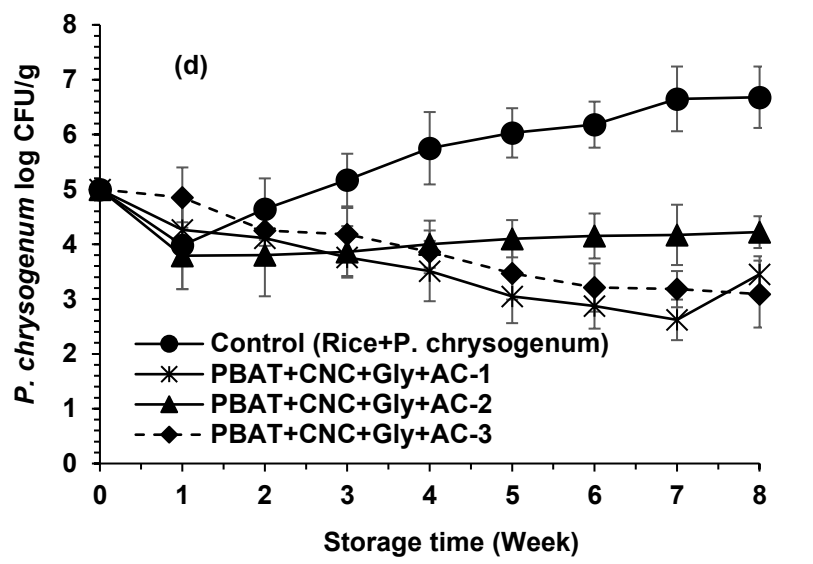 (d)
8
7
6
5
4
3
2
1
0
P. chrysogenum log CFU/g
Control (Rice+P. chrysogenum)
PBAT+CNC+Gly+AC-1
PBAT+CNC+Gly+AC-2
PBAT+CNC+Gly+AC-3
0 1 2 3 4 5 6 7 8
Storage time (Week)